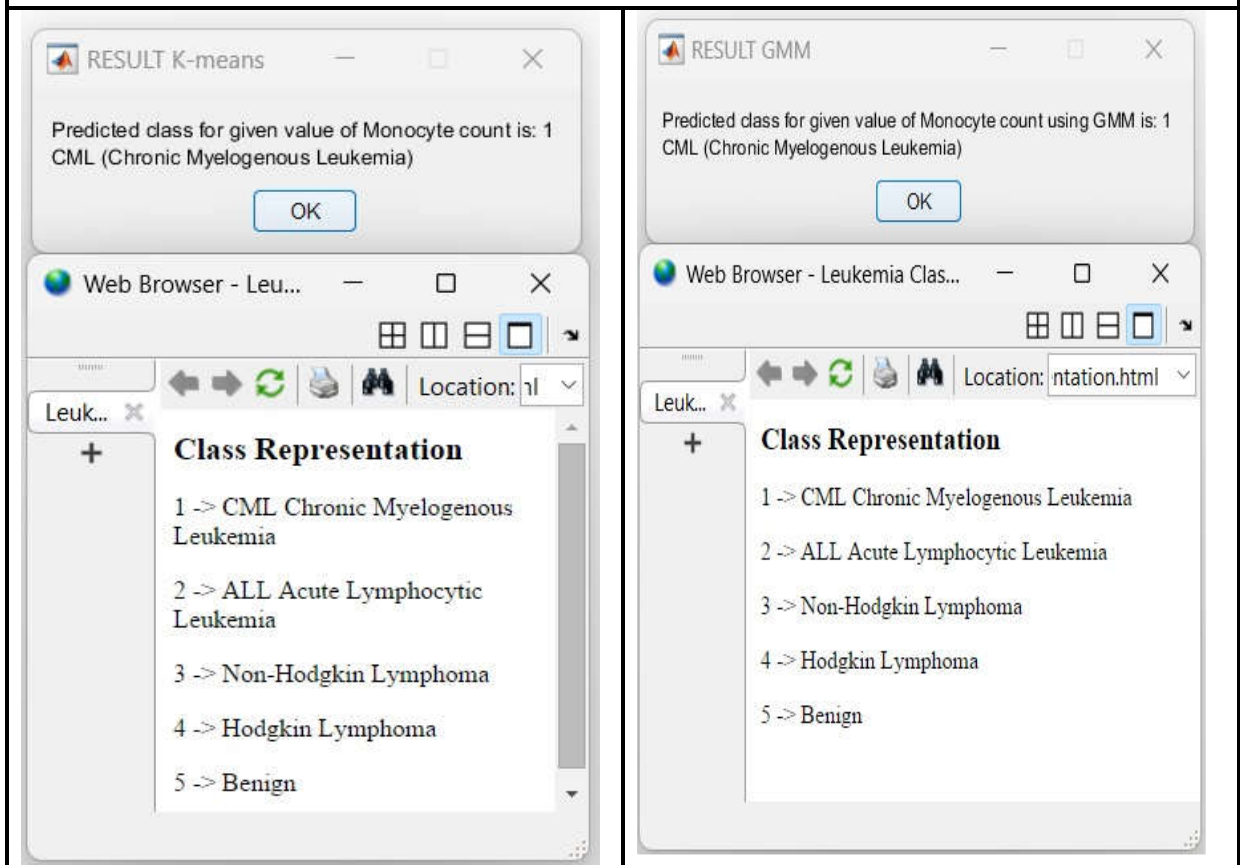 RESULT K-means
Predicted class for given value of Monocyte count is: 1
CML (Chronic Myelogenous Leukemia)
OK
Web Browser - Leu...
Location: nl
Leuk...
Class Representation
1 -> CML Chronic Myelogenous
Leukemia
2 -> ALL Acute Lymphocytic
Leukemia
3 -> Non-Hodgkin Lymphoma
4 -> Hodgkin Lymphoma
5 -> Benign
RESULT GMM
Predicted class for given value of Monocyte count using GMM is: 1
CML (Chronic Myelogenous Leukemia)
OK
Web Browser - Leukemia Clas...
Location: ntation.html
Leuk...
Class Representation
1 -> CML Chronic Myelogenous Leukemia
2 -> ALL Acute Lymphocytic Leukemia
3 -> Non-Hodgkin Lymphoma
4 -> Hodgkin Lymphoma
5 -> Benign